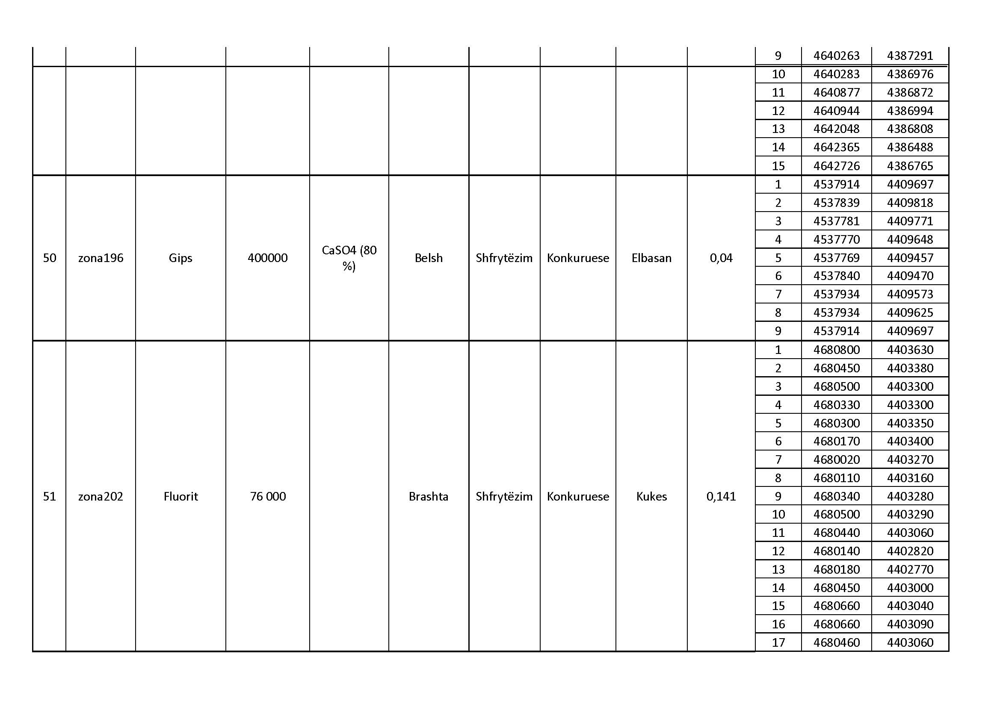 9 4640263 4387291
10 4640283 4386976
11 4640877 4386872
12 4640944 4386994
13 4642048 4386808
14 4642365 4386488
15 4642726 4386765
1 4537914 4409697
2 4537839 4409818
3 4537781 4409771
4 4537770 4409648
50 zona196 Gips 400000 CaSO4 (80
%) Belsh Shfrytëzim Konkuruese Elbasan 0,04 5 4537769 4409457
6 4537840 4409470
7 4537934 4409573
8 4537934 4409625
9 4537914 4409697
1 4680800 4403630
2 4680450 4403380
3 4680500 4403300
4 4680330 4403300
5 4680300 4403350
6 4680170 4403400
7 4680020 4403270
8 4680110 4403160
51 zona202 Fluorit 76 000 Brashta Shfrytëzim Konkuruese Kukes 0,141 9 4680340 4403280
10 4680500 4403290
11 4680440 4403060
12 4680140 4402820
13 4680180 4402770
14 4680450 4403000
15 4680660 4403040
16 4680660 4403090
17 4680460 4403060